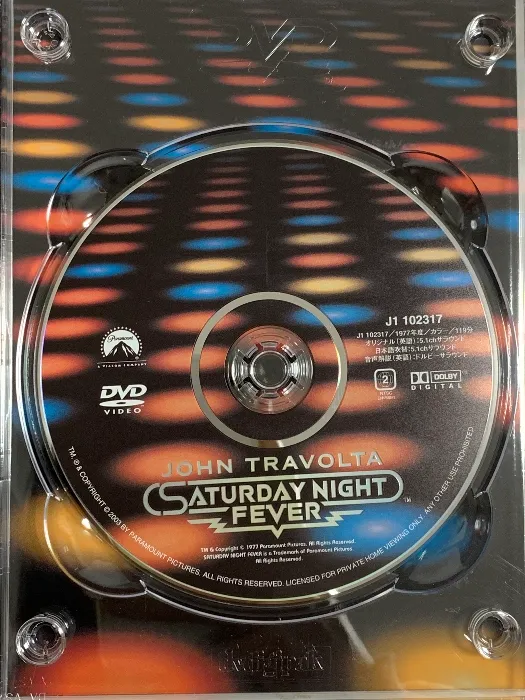 J1 102317
J1 102317/1977年度/カラー/119分
オリジナル(英語):5.1chサラウンド
日本語吹替:5.1chサラウンド
音声解説(英語):ドルビーサラウンド
Paramount
A VIACOM COMPANY
DVD
VIDEO
2
NTSC
DOLBY
DIGITAL
JOHN TRAVOLTA
SATURDAY NIGHT
FEVER
TM
TM & Copyright © 1977 Paramount Pictures. All Rights Reserved.
SATURDAY NIGHT FEVER is a Trademark of Paramount Pictures
All Rights Reserved.
TM, ® & COPYRIGHT © 2003 BY PARAMOUNT PICTURES. ALL RIGHTS RESERVED. LICENSED FOR PRIVATE HOME VIEWING ONLY. ANY OTHER USE PROHIBITED